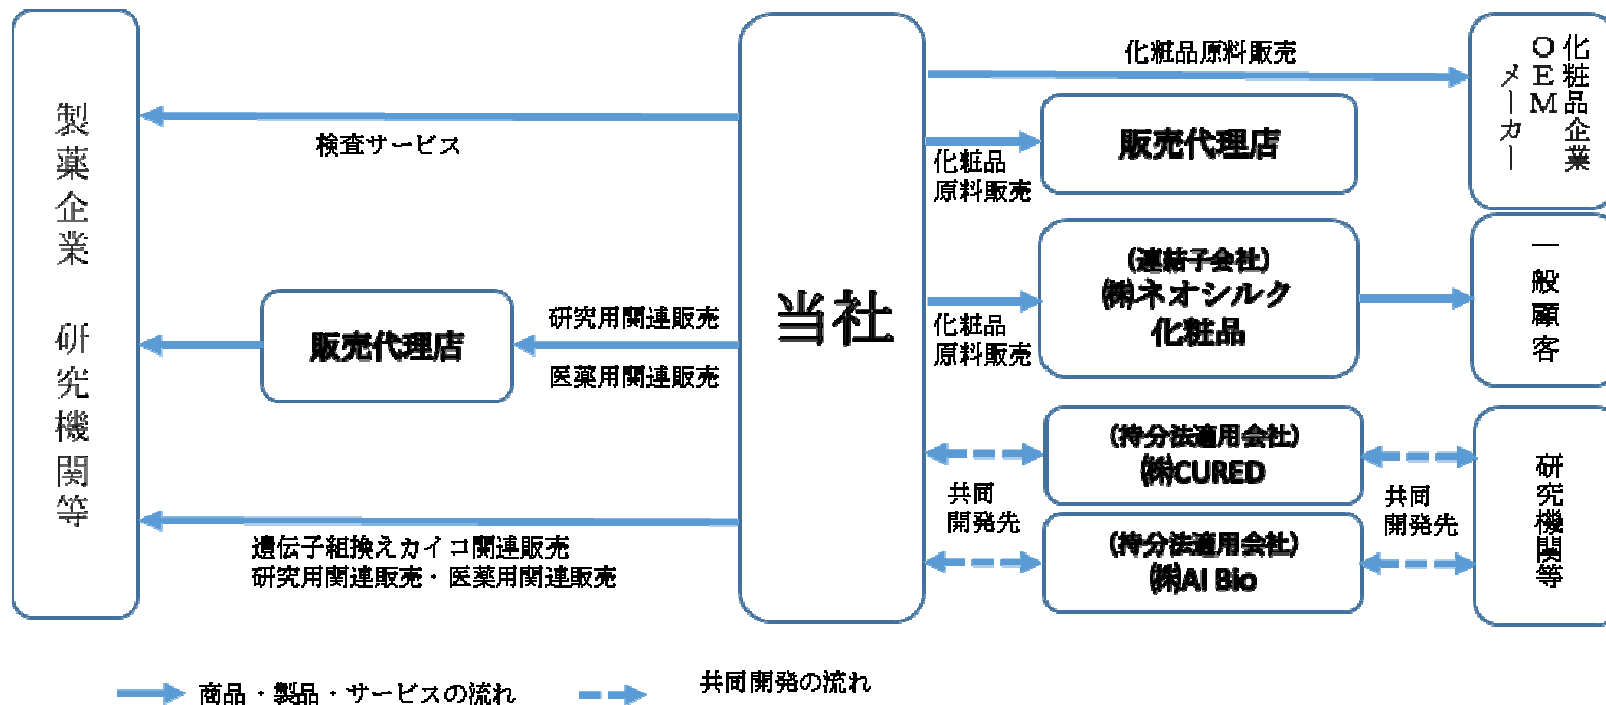 製薬企業 研究機関等
検査サービス
販売代理店
研究用関連販売
医薬用関連販売
遺伝子組換えカイコ関連販売
研究用関連販売・医薬用関連販売
当社
化粧品原料販売
化粧品企業
OEM
メーカー
化粧品
原料販売
販売代理店
化粧品
原料販売
(連結子会社)
㈱ネオシルク
化粧品
一般顧客
共同
開発先
(持分法適用会社)
㈱CURED
(持分法適用会社)
㈱AI Bio
共同
開発先
研究機関等
商品・製品・サービスの流れ
共同開発の流れ